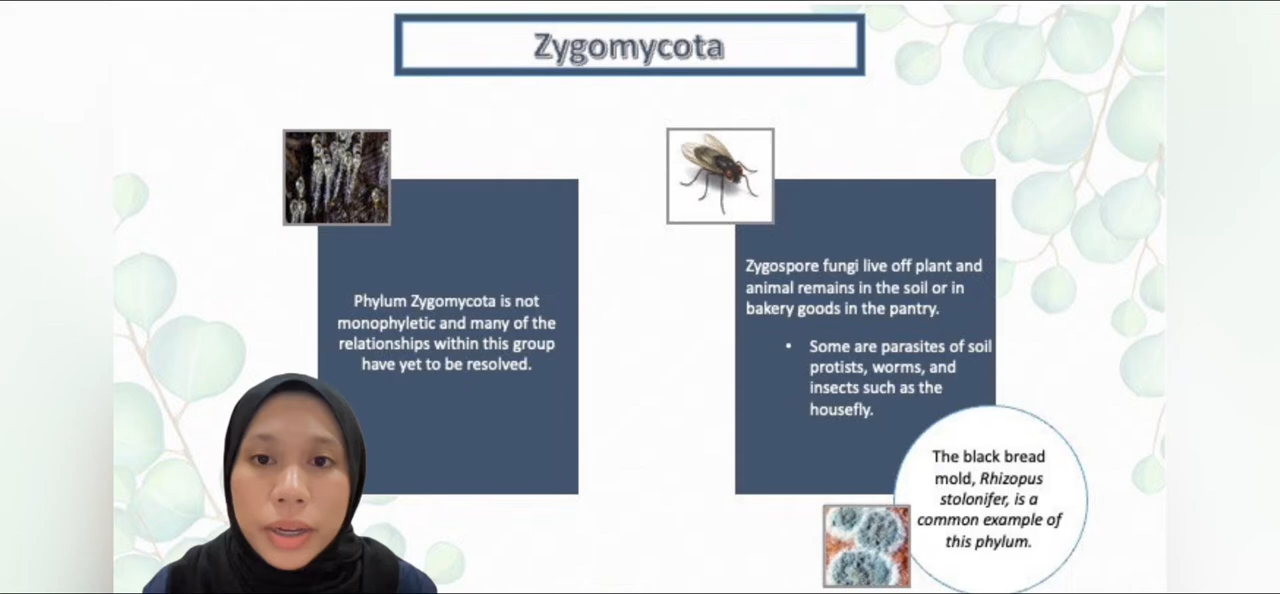 Zygomycota
Phylum Zygomycota is not
monophyletic and many of the
relationships within this group
have yet to be resolved.
Zygospore fungi live off plant and
animal remains in the soil or in
bakery goods in the pantry.
• Some are parasites of soil
protists, worms, and
insects such as the
housefly.
The black bread
mold, Rhizopus
stolonifer, is a
common example of
this phylum.